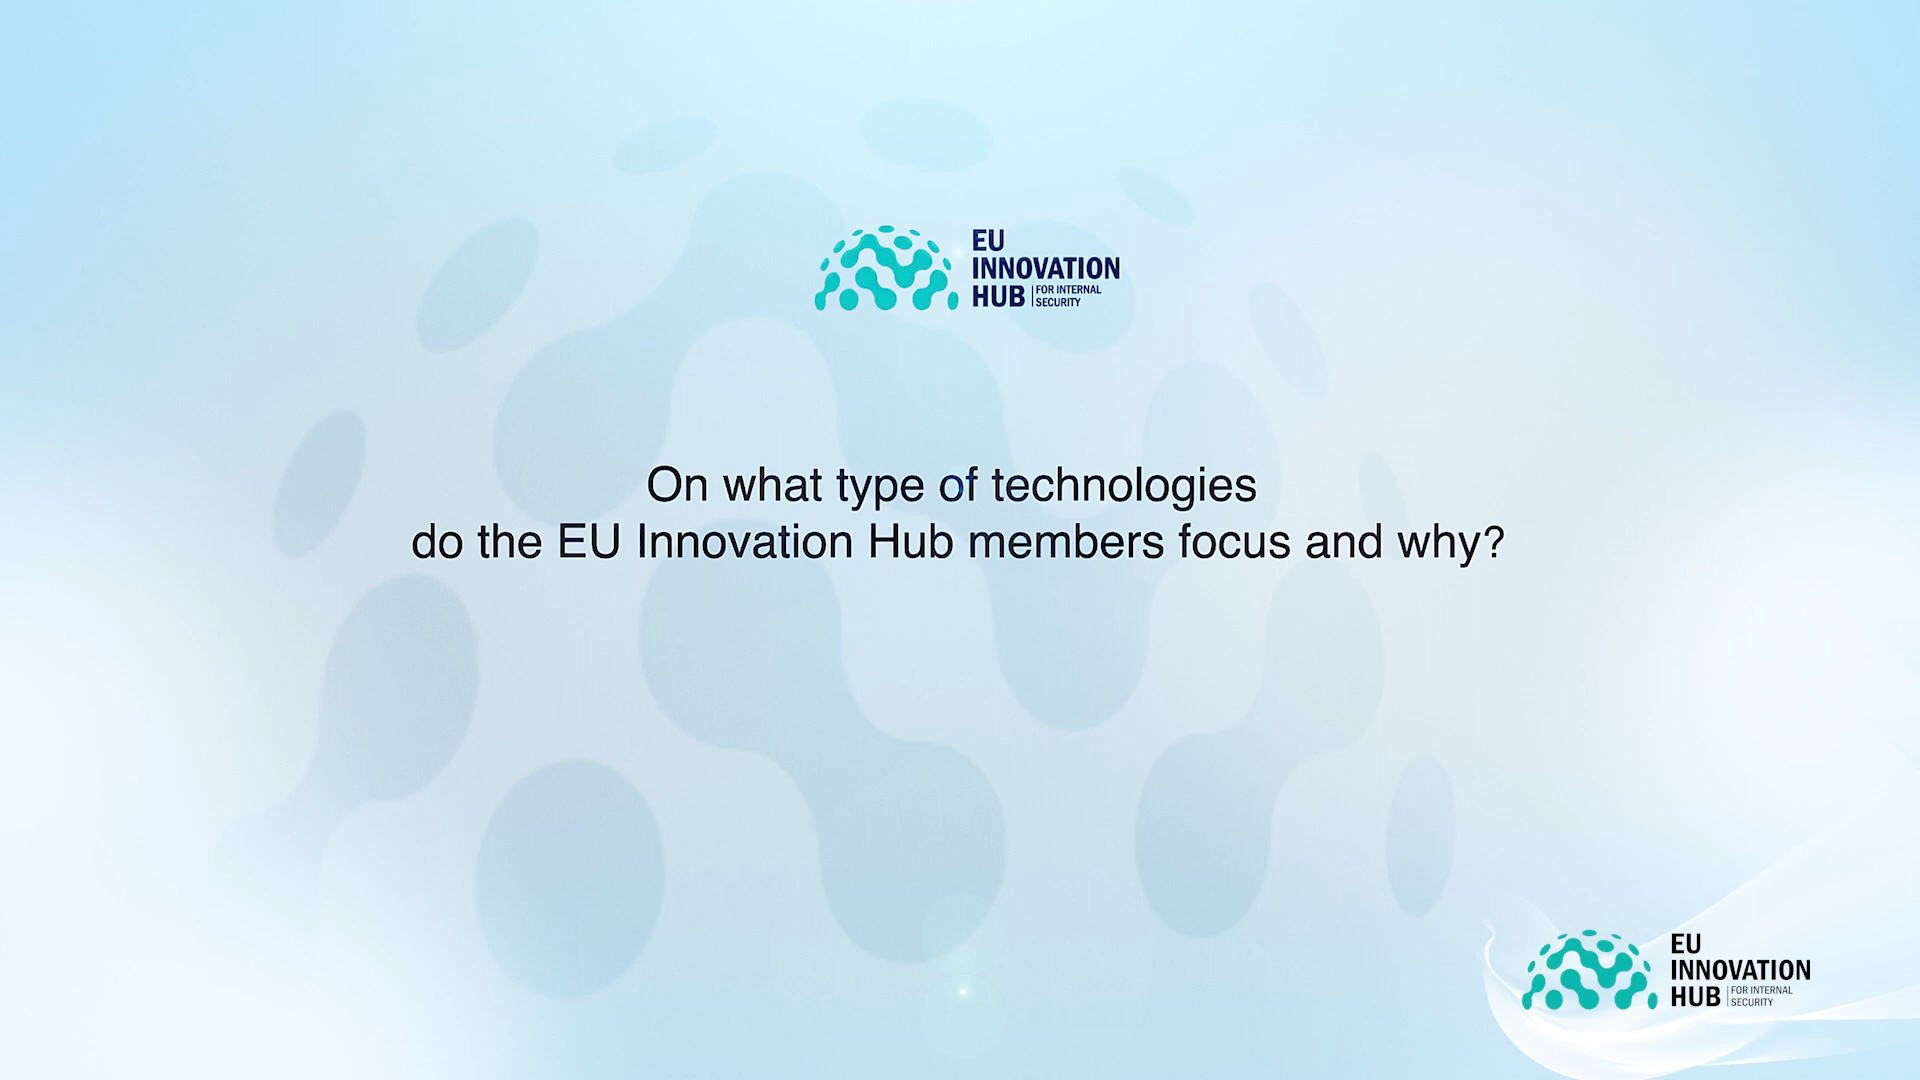 EU
INNOVATION
HUB FOR INTERNAL
SECURITY
On what type of technologies
do the EU Innovation Hub members focus and why?
EU
INNOVATION
HUB FOR INTERNAL
SECURITY